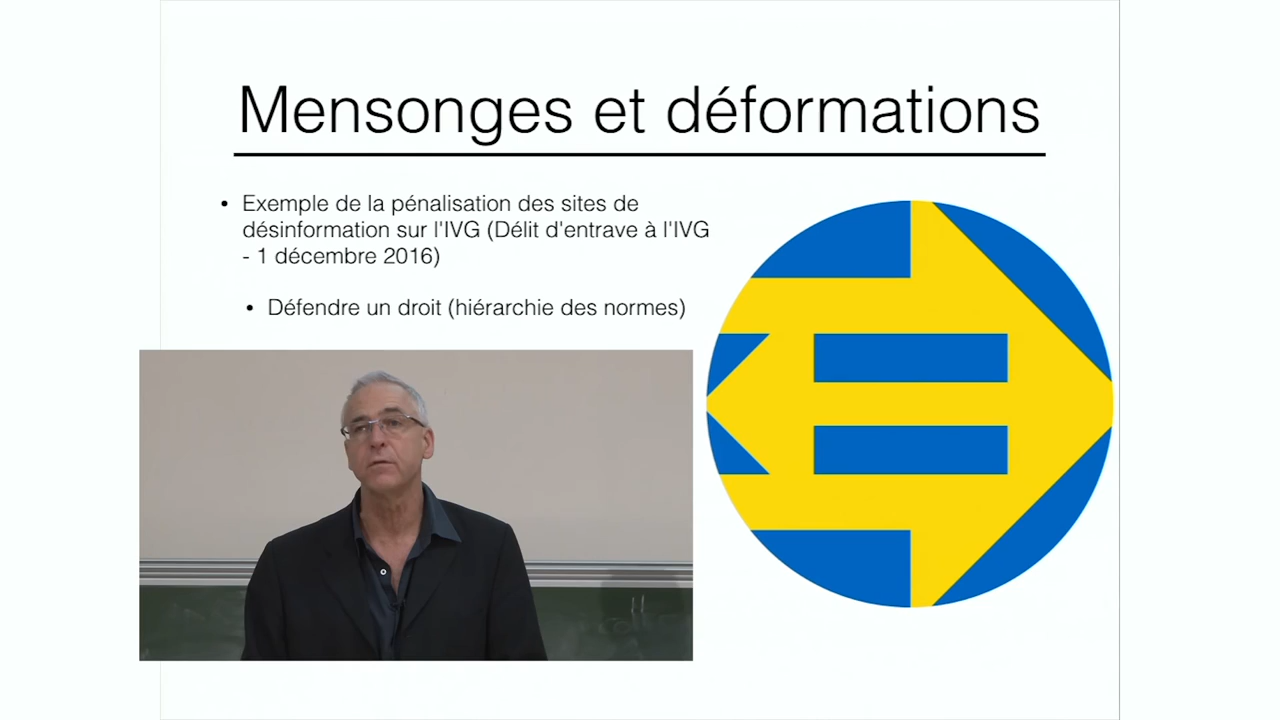 Mensonges et déformations
• Exemple de la pénalisation des sites de
désinformation sur l'IVG (Délit d'entrave à l'IVG
- 1 décembre 2016)
• Défendre un droit (hiérarchie des normes)